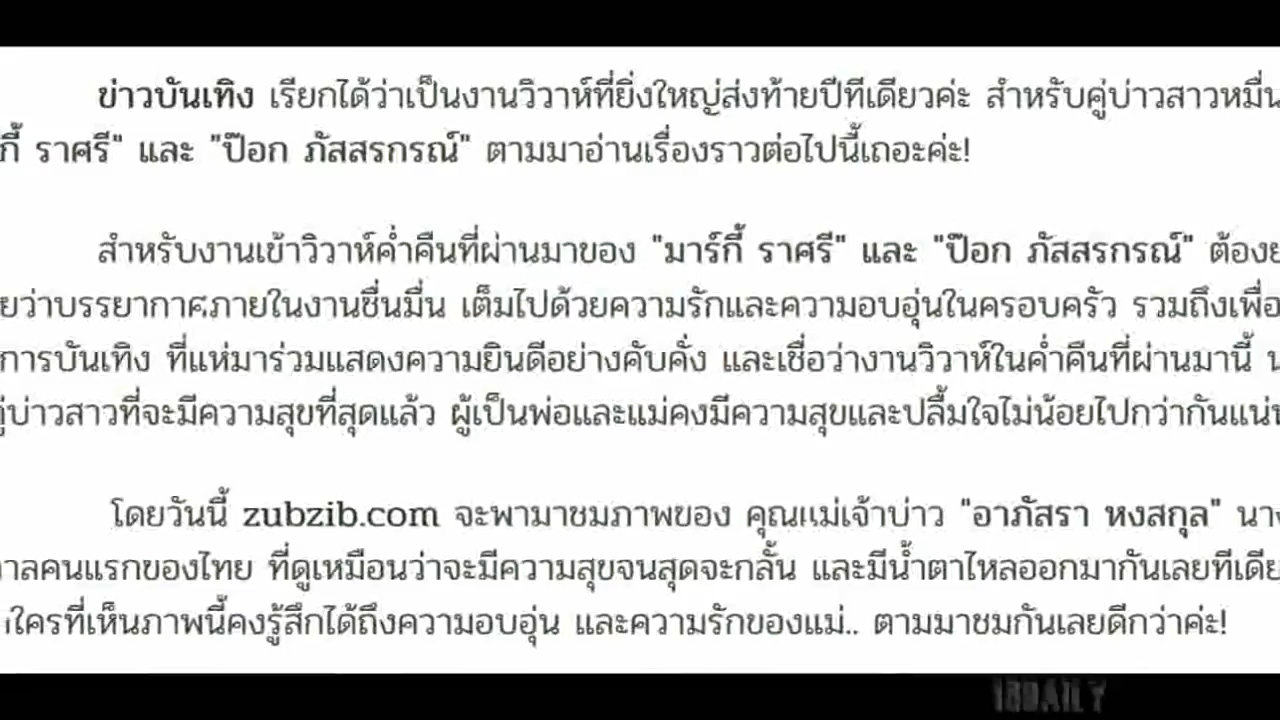 ข่าวบันเทิง เรียกได้ว่าเป็นงานวิวาห์ที่ยิ่งใหญ่ส่งท้ายปีทีเดียวค่ะ สำหรับคู่บ่าวสาวหมื่น
กี้ ราศรี" และ "ป๊อก ภัสสรกรณ์" ตามมาอ่านเรื่องราวต่อไปนี้เถอะค่ะ!
สำหรับงานเข้าวิวาห์ค่ำคืนที่ผ่านมาของ "มาร์กี้ ราศรี" และ "ป๊อก ภัสสรกรณ์" ต้อง
ยว่าบรรยากาศภายในงานชื่นมื่น เต็มไปด้วยความรักและความอบอุ่นในครอบครัว รวมถึงเพื่อ
การบันเทิง ที่แห่มาร่วมแสดงความยินดีอย่างคับคั่ง และเชื่อว่างานวิวาห์ในค่ำคืนที่ผ่านมานี้
คู่บ่าวสาวที่จะมีความสุขที่สุดแล้ว ผู้เป็นพ่อและแม่คงมีความสุขและปลื้มใจไม่น้อยไปกว่ากันแน่น
โดยวันนี้ zubzib.com จะพามาชมภาพของ คุณแม่เจ้าบ่าว "อาภัสรา หงสกุล" นาง
าลคนแรกของไทย ที่ดูเหมือนว่าจะมีความสุขจนสุดจะกลั้น และมีน้ำตาไหลออกมากันเลยทีเดีย
ใครที่เห็นภาพนี้คงรู้สึกได้ถึงความอบอุ่น และความรักของแม่.. ตามมาชมกันเลยดีกว่าค่ะ!
18DAILY